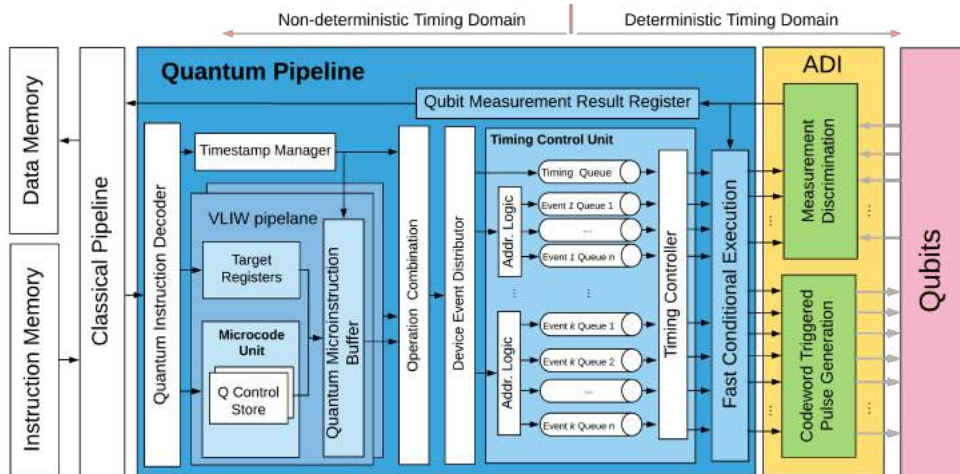 Non-deterministic Timing Domain
Deterministic Timing Domain
Data Memory
Instruction Memory
Classical Pipeline
Quantum Pipeline
Qubit Measurement Result Register
Quantum Instruction Decoder
Timestamp Manager
VLIW pipelane
Target
Registers
Microcode
Unit
Q Control
Store
Quantum Microinstruction
Buffer
Operation Combination
Device Event Distributor
Timing Control Unit
Timing Queue
Addr. Logic
Event 1 Queue 1
...
Event 1 Queue n
...
...
Addr. Logic
Event k Queue 1
Event k Queue 2
...
Event k Queue n
Timing Controller
Fast Conditional Execution
...
...
...
ADI
Measurement
Discrimination
Codeword Triggered
Pulse Generation
...
...
Qubits